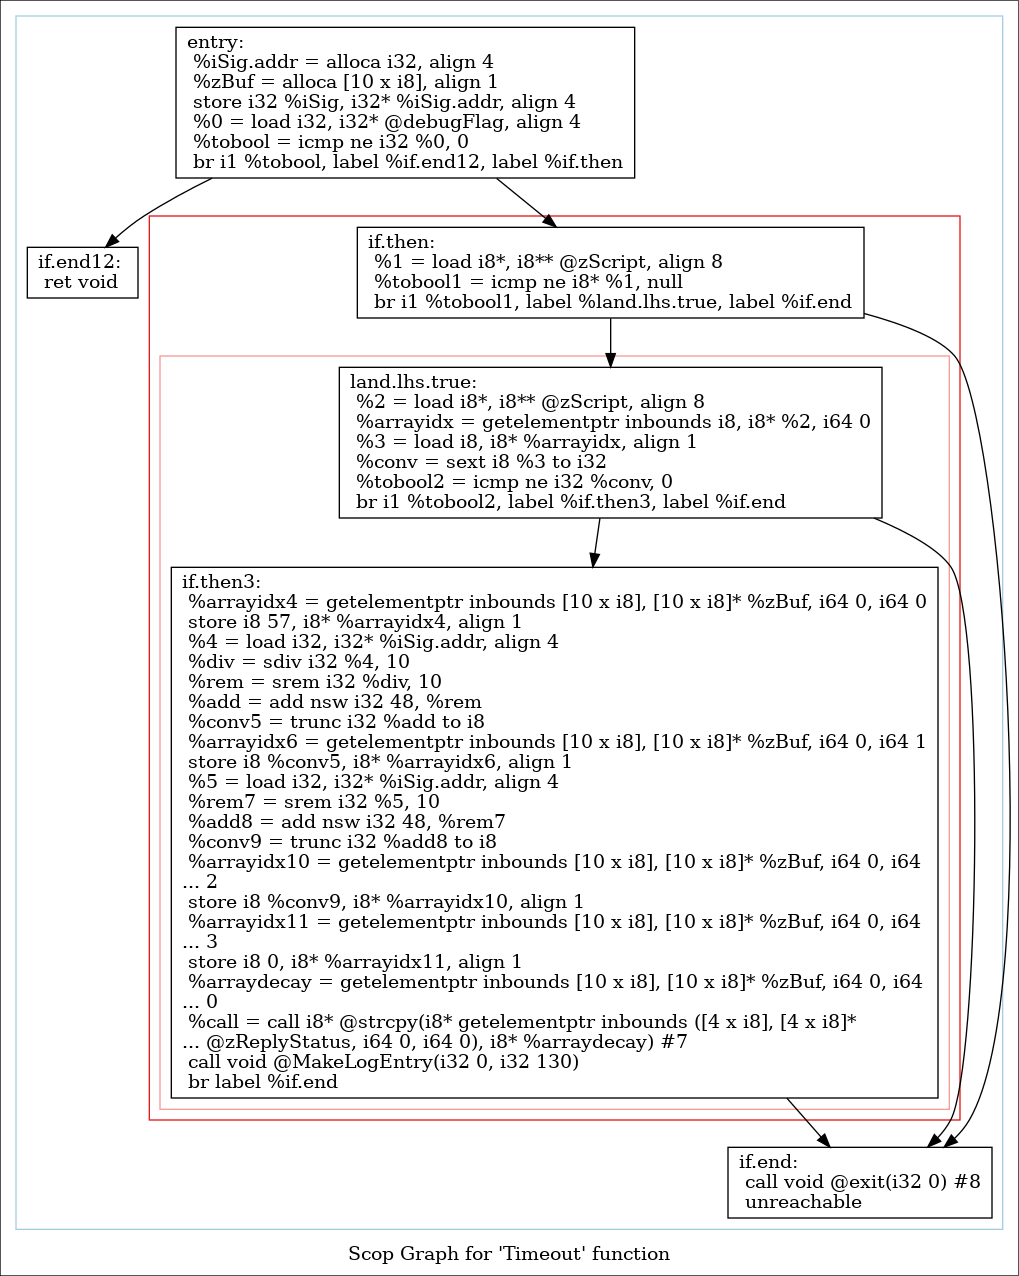 entry:
%iSig.addr = alloca i32, align 4
%zBuf = alloca [10 x i8], align 1
store i32 %iSig, i32* %iSig.addr, align 4
%0 = load i32, i32* @debugFlag, align 4
%tobool = icmp ne i32 %0, 0
br i1 %tobool, label %if.end12, label %if.then
if.end12:
ret void
if.then:
%1 = load i8*, i8** @zScript, align 8
%tobool1 = icmp ne i8* %1, null
br i1 %tobool1, label %land.lhs.true, label %if.end
land.lhs.true:
%2 = load i8*, i8** @zScript, align 8
%arrayidx = getelementptr inbounds i8, i8* %2, i64 0
%3 = load i8, i8* %arrayidx, align 1
%conv = sext i8 %3 to i32
%tobool2 = icmp ne i32 %conv, 0
br i1 %tobool2, label %if.then3, label %if.end
if.then3:
%arrayidx4 = getelementptr inbounds [10 x i8], [10 x i8]* %zBuf, i64 0, i64 0
store i8 57, i8* %arrayidx4, align 1
%4 = load i32, i32* %iSig.addr, align 4
%div = sdiv i32 %4, 10
%rem = srem i32 %div, 10
%add = add nsw i32 48, %rem
%conv5 = trunc i32 %add to i8
%arrayidx6 = getelementptr inbounds [10 x i8], [10 x i8]* %zBuf, i64 0, i64 1
store i8 %conv5, i8* %arrayidx6, align 1
%5 = load i32, i32* %iSig.addr, align 4
%rem7 = srem i32 %5, 10
%add8 = add nsw i32 48, %rem7
%conv9 = trunc i32 %add8 to i8
%arrayidx10 = getelementptr inbounds [10 x i8], [10 x i8]* %zBuf, i64 0, i64
... 2
store i8 %conv9, i8* %arrayidx10, align 1
%arrayidx11 = getelementptr inbounds [10 x i8], [10 x i8]* %zBuf, i64 0, i64
... 3
store i8 0, i8* %arrayidx11, align 1
%arraydecay = getelementptr inbounds [10 x i8], [10 x i8]* %zBuf, i64 0, i64
... 0
%call = call i8* @strcpy(i8* getelementptr inbounds ([4 x i8], [4 x i8]*
... @zReplyStatus, i64 0, i64 0), i8* %arraydecay) #7
call void @MakeLogEntry(i32 0, i32 130)
br label %if.end
if.end:
call void @exit(i32 0) #8
unreachable
Scop Graph for 'Timeout' function